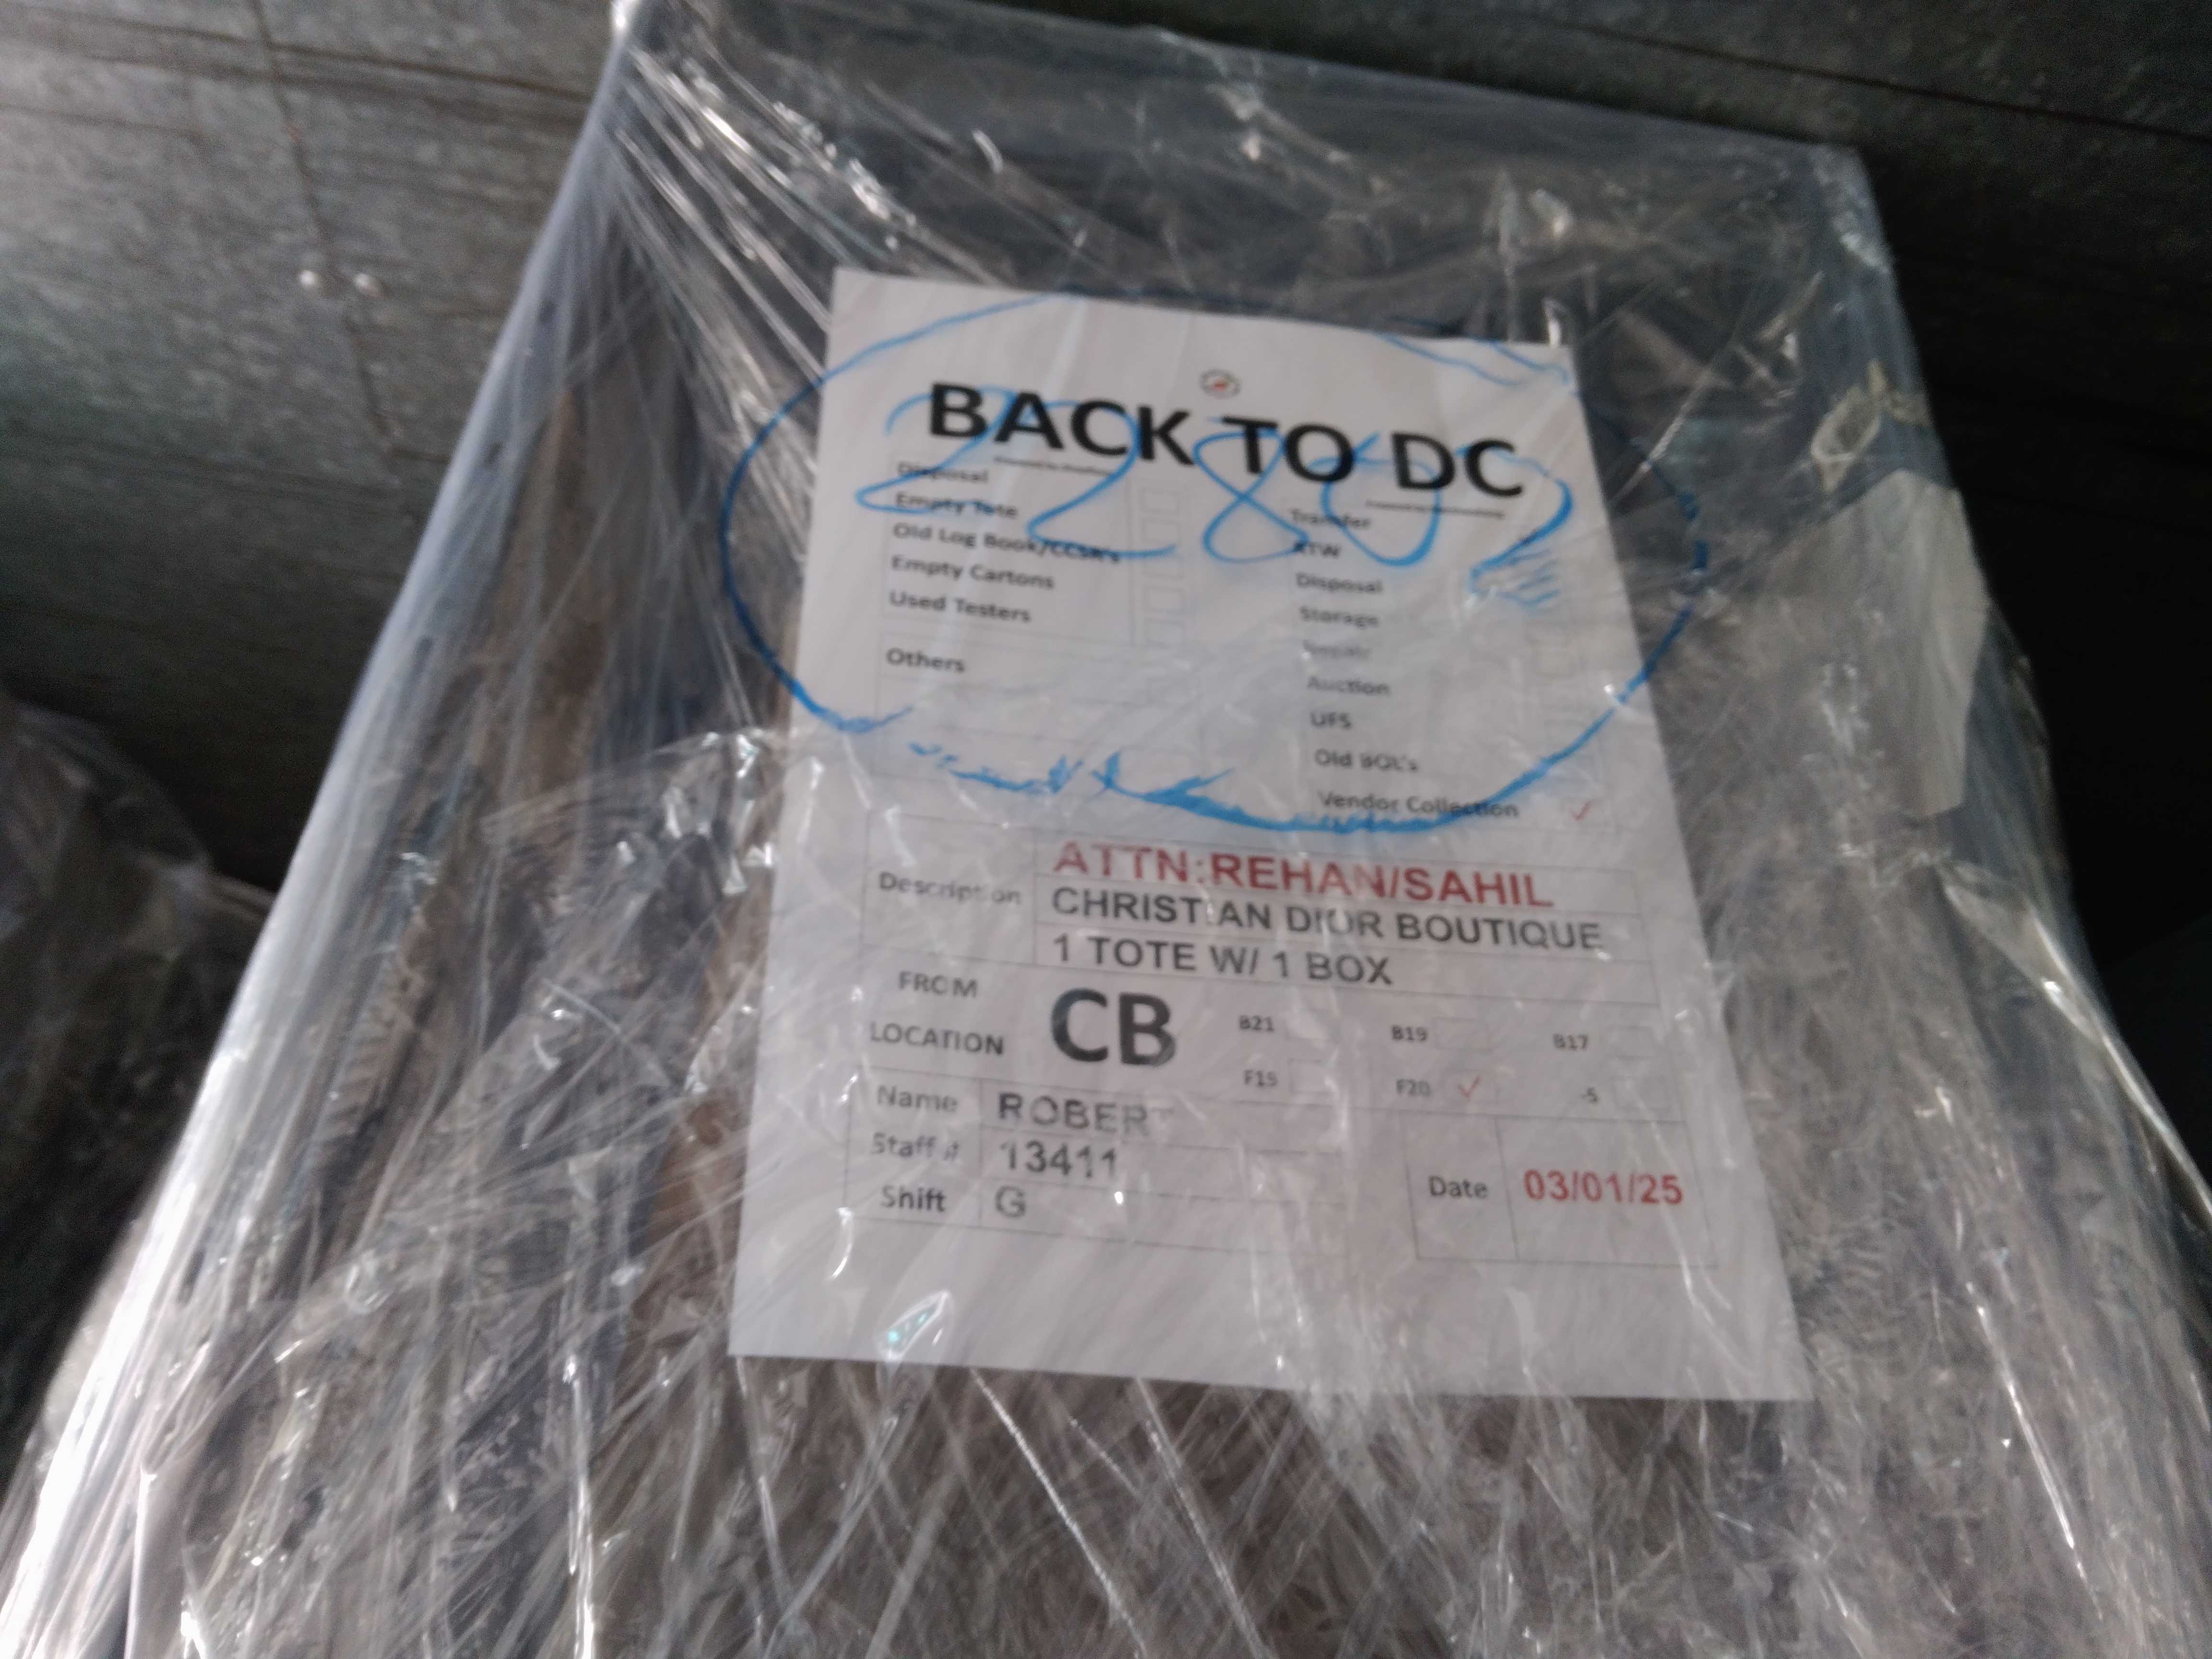 BACK TO DC
Disposal
Empty Tote
Old Log Book/CCSR's
Empty Cartons
Used Testers
Others
Transfer
RTW
Disposal
Storage
Repair
Auction
UFS
Old BOL's
Vendor Collection ✓
Description
ATTN:REHAN/SAHIL
CHRISTIAN DIOR BOUTIQUE
1 TOTE W/ 1 BOX
FROM
LOCATION
CB
B21 B19 B17
F15 F20 ✓ -5
Name ROBERT
Staff # 13411
Shift G
Date 03/01/25